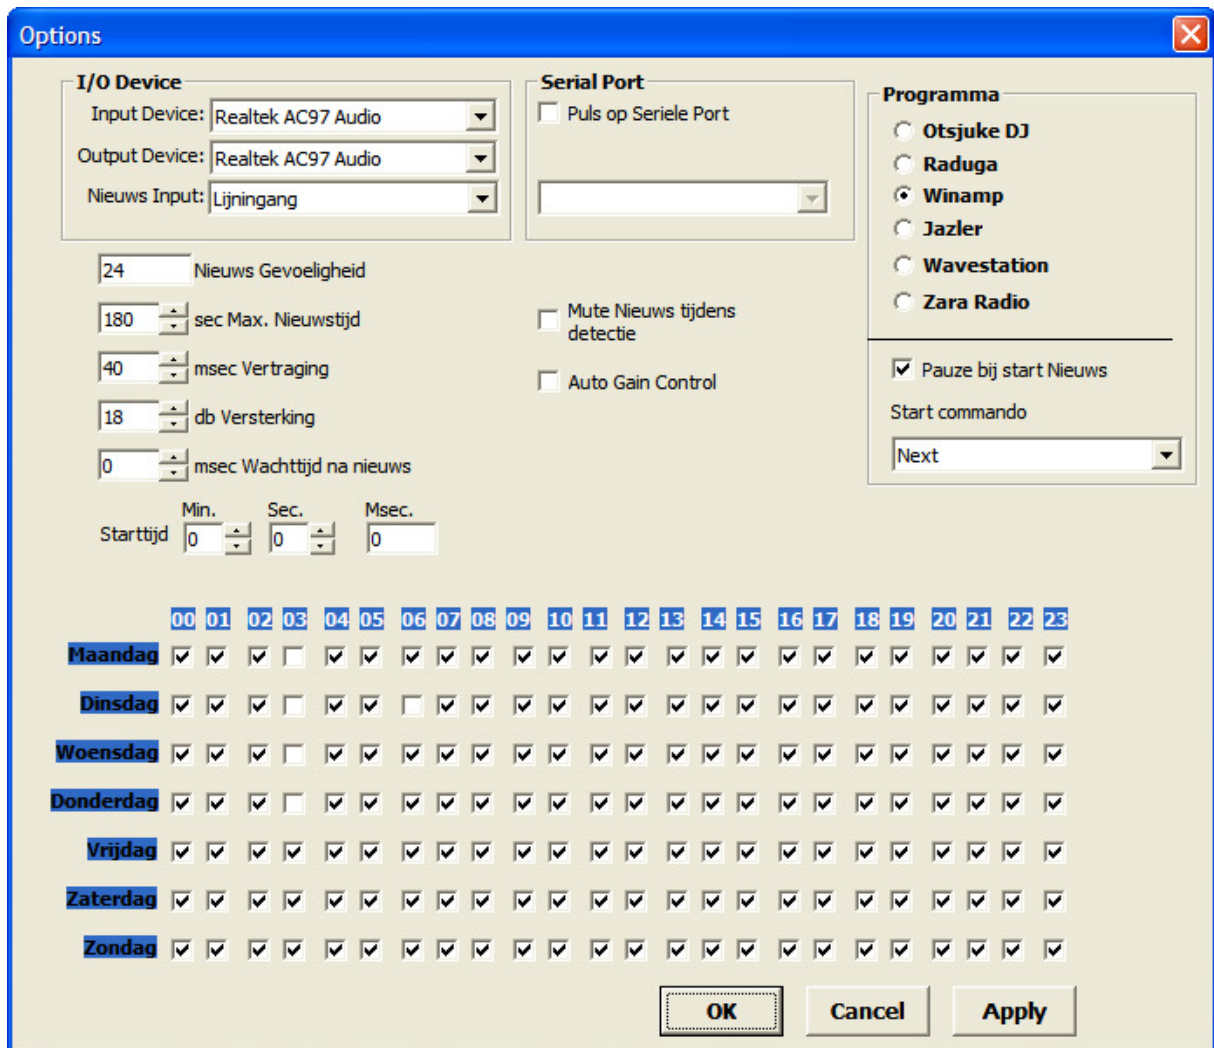 Options
I/O Device
Input Device: Realtek AC97 Audio
Output Device: Realtek AC97 Audio
Nieuws Input: Lijningang
Serial Port
Puls op Seriele Port
Programma
Otsjuke DJ
Raduga
Winamp
Jazler
Wavestation
Zara Radio
Pauze bij start Nieuws
Start commando
Next
24 Nieuws Gevoeligheid
180 sec Max. Nieuwstijd
40 msec Vertraging
18 db Versterking
0 msec Wachttijd na nieuws
Mute Nieuws tijdens
detectie
Auto Gain Control
Min. Sec. Msec.
Starttijd 0 0 0
00 01 02 03 04 05 06 07 08 09 10 11 12 13 14 15 16 17 18 19 20 21 22 23
Maandag
Dinsdag
Woensdag
Donderdag
Vrijdag
Zaterdag
Zondag
OK Cancel Apply